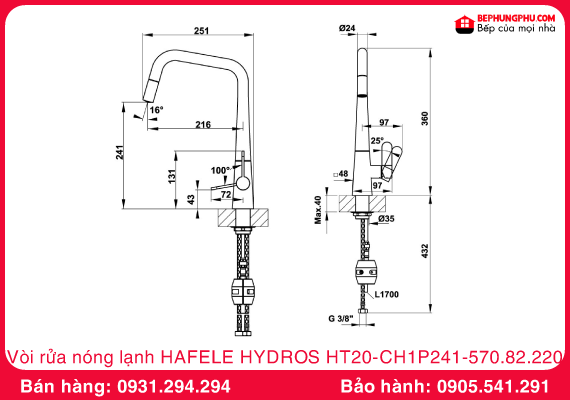 BEPHUNGPHU.COM
Bếp của mọi nhà
251
Ø24
16°
216
241
131
100°
43
72
97
25°
□48
97
360
Max.40
Ø35
432
L1700
G 3/8"
Vòi rửa nóng lạnh HAFELE HYDROS HT20-CH1P241-570.82.220
Bán hàng: 0931.294.294
Bảo hành: 0905.541.291